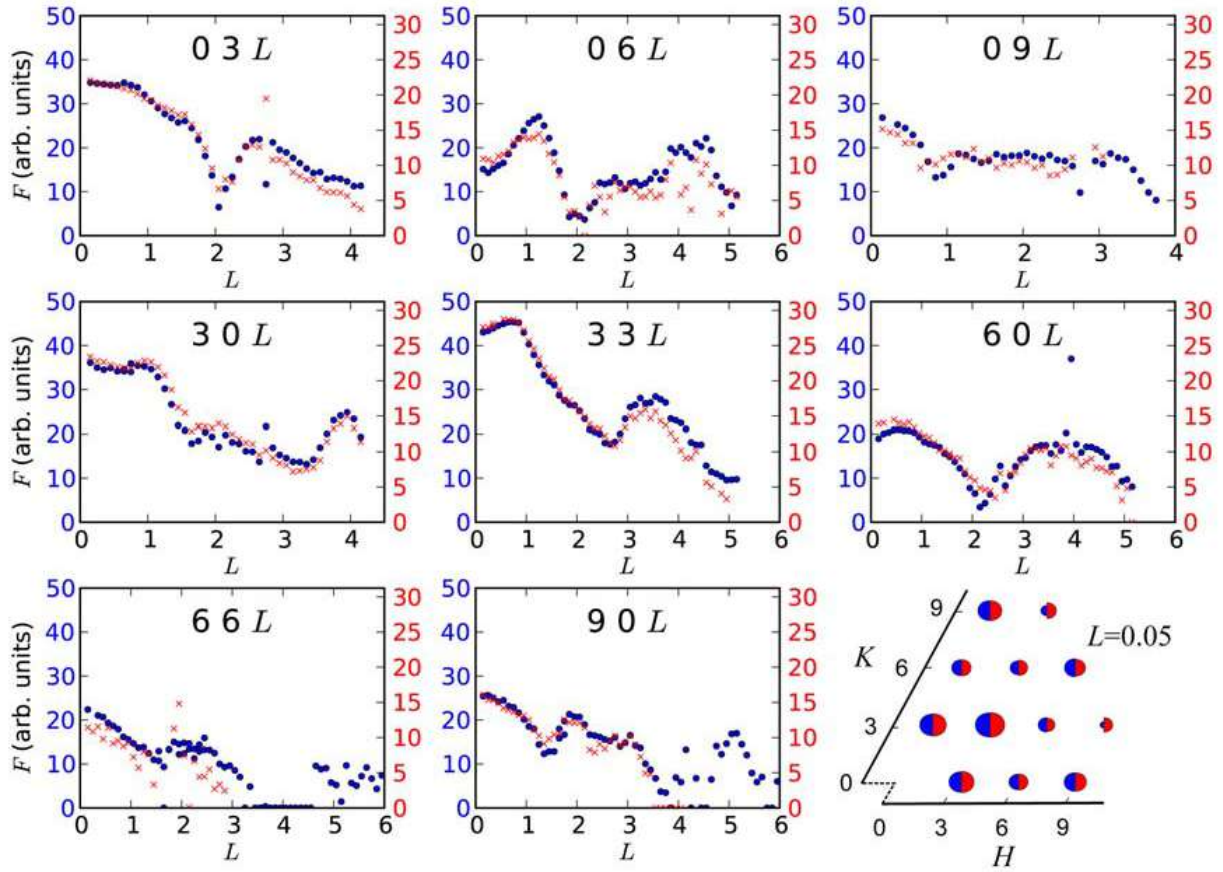 0 3 L
0 6 L
0 9 L
F (arb. units)
50 40 30 20 10 0
30 25 20 15 10 5 0
50 40 30 20 10 0
30 25 20 15 10 5 0
50 40 30 20 10 0
30 25 20 15 10 5 0
0 1 2 3 4
0 1 2 3 4 5 6
0 1 2 3 4
L
L
L
3 0 L
3 3 L
6 0 L
F (arb. units)
50 40 30 20 10 0
30 25 20 15 10 5 0
50 40 30 20 10 0
30 25 20 15 10 5 0
50 40 30 20 10 0
30 25 20 15 10 5 0
0 1 2 3 4
0 1 2 3 4 5 6
0 1 2 3 4 5 6
L
L
L
6 6 L
9 0 L
F (arb. units)
50 40 30 20 10 0
30 25 20 15 10 5 0
50 40 30 20 10 0
30 25 20 15 10 5 0
0 1 2 3 4 5 6
0 1 2 3 4 5 6
L
L
L=0.05
K
9
6
3
0
0 3 6 9
H